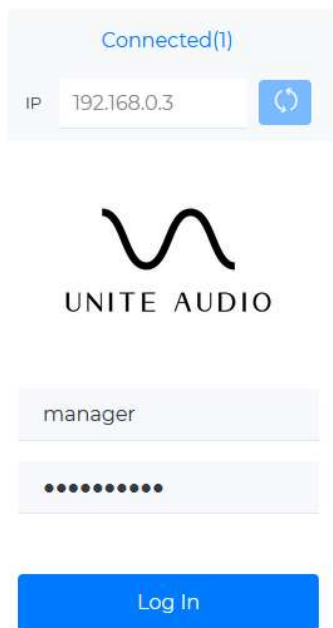 Connected(1)
IP 192.168.0.3
UNITE AUDIO
manager
••••••••••
Log In